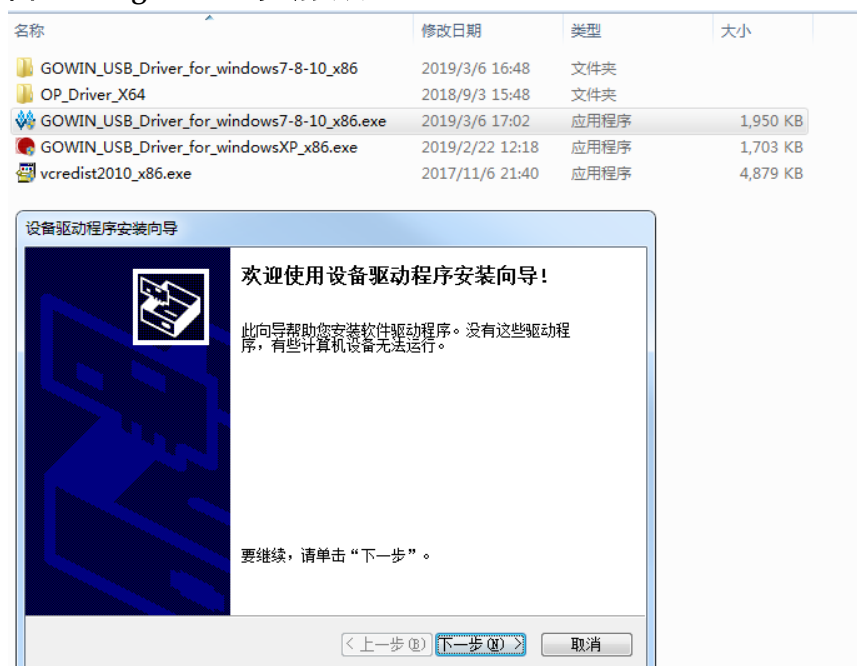 名称 修改日期 类型 大小
GOWIN_USB_Driver_for_windows7-8-10_x86 2019/3/6 16:48 文件夹
OP_Driver_X64 2018/9/3 15:48 文件夹
GOWIN_USB_Driver_for_windows7-8-10_x86.exe 2019/3/6 17:02 应用程序 1,950 KB
GOWIN_USB_Driver_for_windowsXP_x86.exe 2019/2/22 12:18 应用程序 1,703 KB
vcredist2010_x86.exe 2017/11/6 21:40 应用程序 4,879 KB
设备驱动程序安装向导
欢迎使用设备驱动程序安装向导!
此向导帮助您安装软件驱动程序。没有这些驱动程
序，有些计算机设备无法运行。
要继续，请单击“下一步”。
<上一步(B) 下一步(N)> 取消